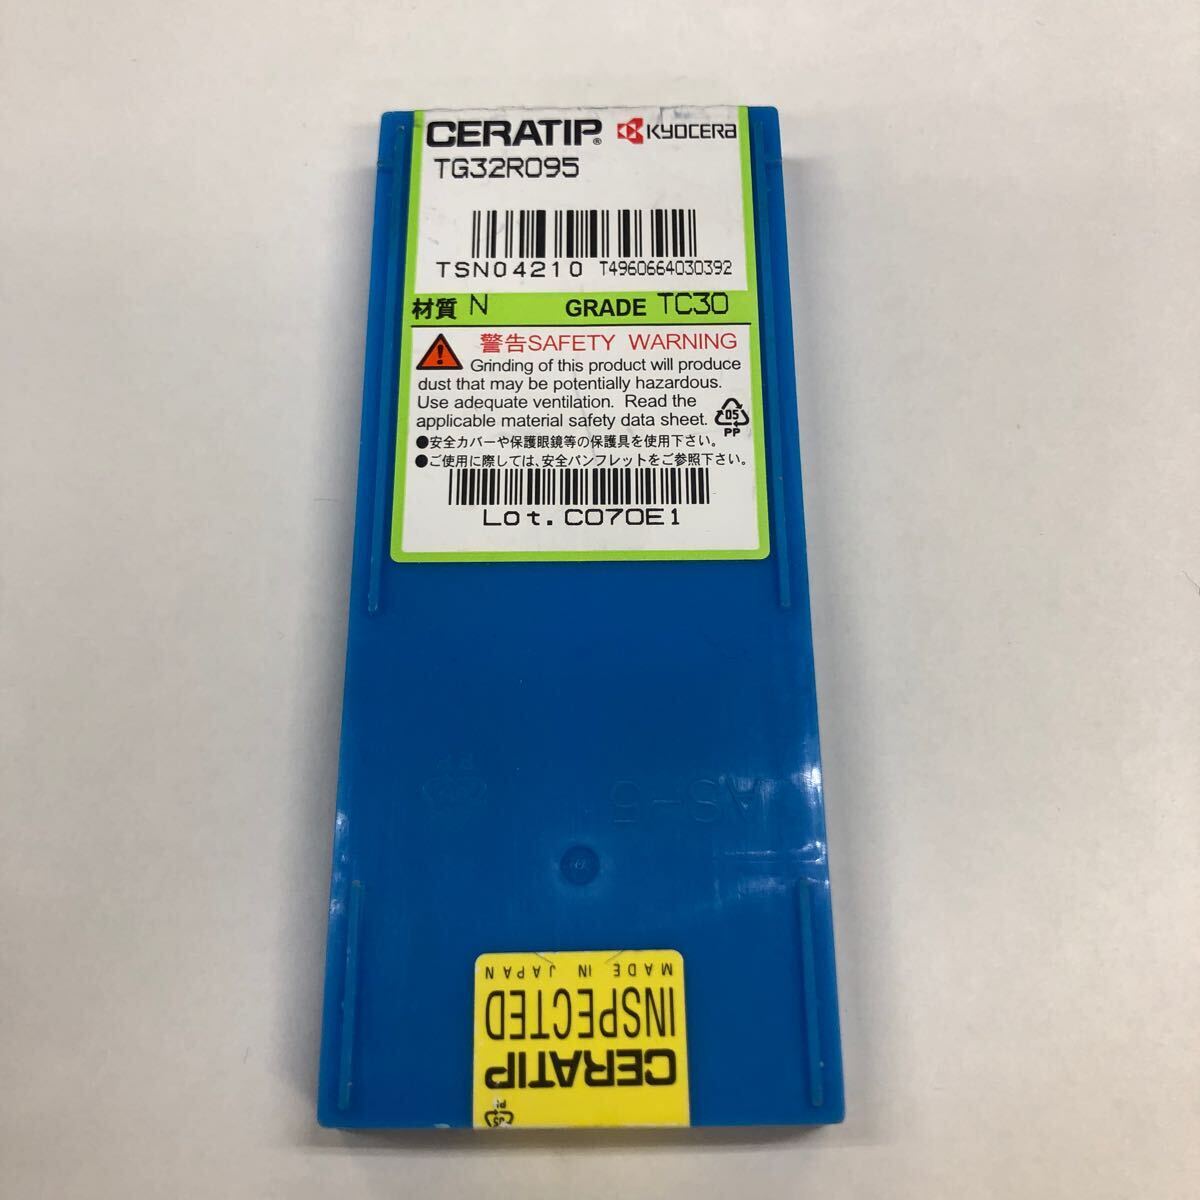 CERATIP® KYOCERA
TG32R095
TSN04210 T4960664030392
材質 N GRADE TC30
警告SAFETY WARNING
Grinding of this product will produce
dust that may be potentially hazardous.
Use adequate ventilation. Read the
applicable material safety data sheet.
05
PP
●安全カバーや保護眼鏡等の保護具を使用下さい。
●ご使用に際しては、安全パンフレットをご参照下さい。
Lot.C070E1
PP
AS-5
MADE IN JAPAN
INSPECTED
CERATIP
05